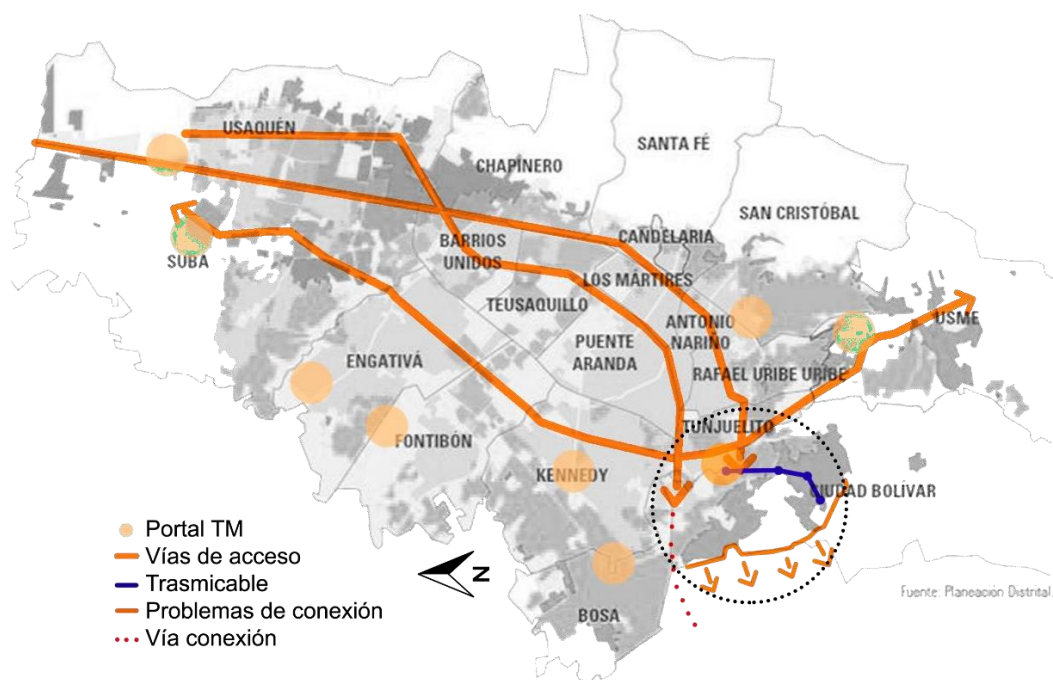 USAQUÉN
CHAPINERO
SANTA FÉ
SAN CRISTÓBAL
SUBA
BARRIOS
UNIDOS
CANDELARIA
LOS MÁRTIRES
TEUSAQUILLO
ANTONIO
NARIÑO
USME
PUENTE
ARANDA
ENGATIVÁ
RAFAEL URIBE URIBE
FONTIBÓN
TUNJUELITO
KENNEDY
CIUDAD BOLÍVAR
BOSA
Portal TM
Vías de acceso
Trasmicable
Problemas de conexión
Vía conexión
N
Fuente: Planeación Distrital